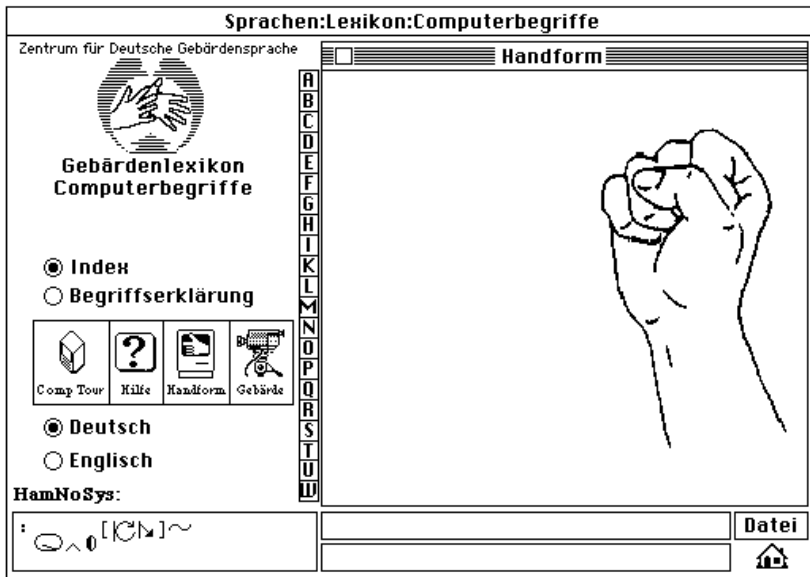 Sprachen:Lexikon:Computerbegriffe
Zentrum für Deutsche Gebärdensprache
Gebärdenlexikon
Computerbegriffe
Index
Begriffserklärung
Comp Tour
?
Hilfe
Handform
Gebärde
Deutsch
Englisch
HamNoSys:
A
B
C
D
E
F
G
H
I
K
L
M
N
O
P
Q
R
S
T
U
W
Handform
Datei